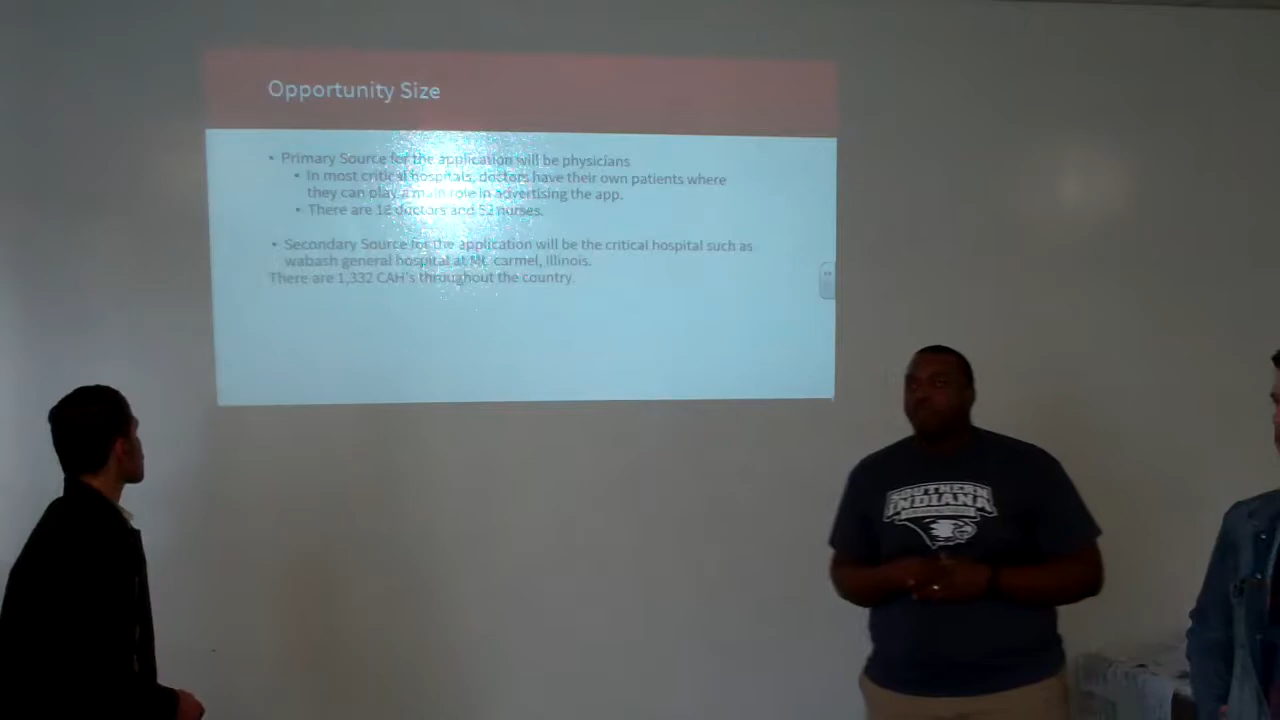 Opportunity Size
• Primary Source for the application will be physicians
• In most critical hospitals, doctors have their own patients where
they can play a main role in advertising the app.
• There are 12 doctors and 52 nurses.
• Secondary Source for the application will be the critical hospital such as
wabash general hospital at Mt. carmel, Illinois.
There are 1,332 CAH's throughout the country.
SOUTHERN
INDIANA